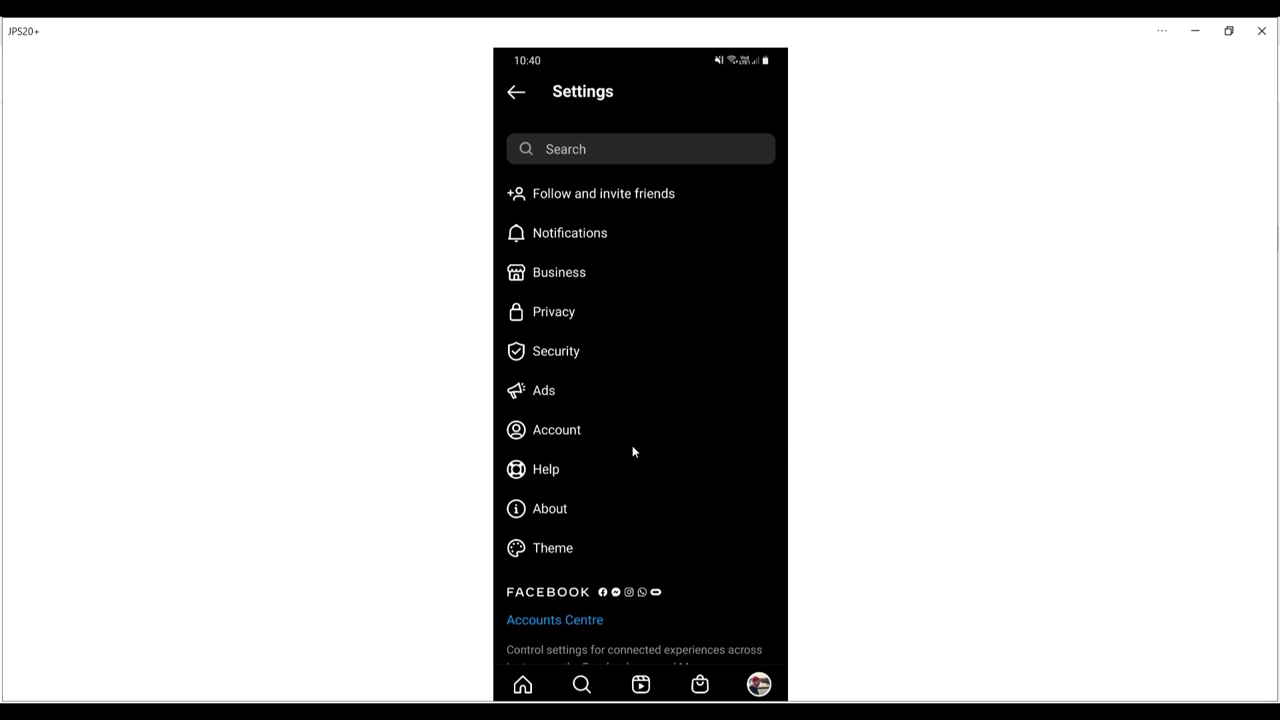 JPS20+
10:40
Settings
Search
Follow and invite friends
Notifications
Business
Privacy
Security
Ads
Account
Help
About
Theme
FACEBOOK
Accounts Centre
Control settings for connected experiences across